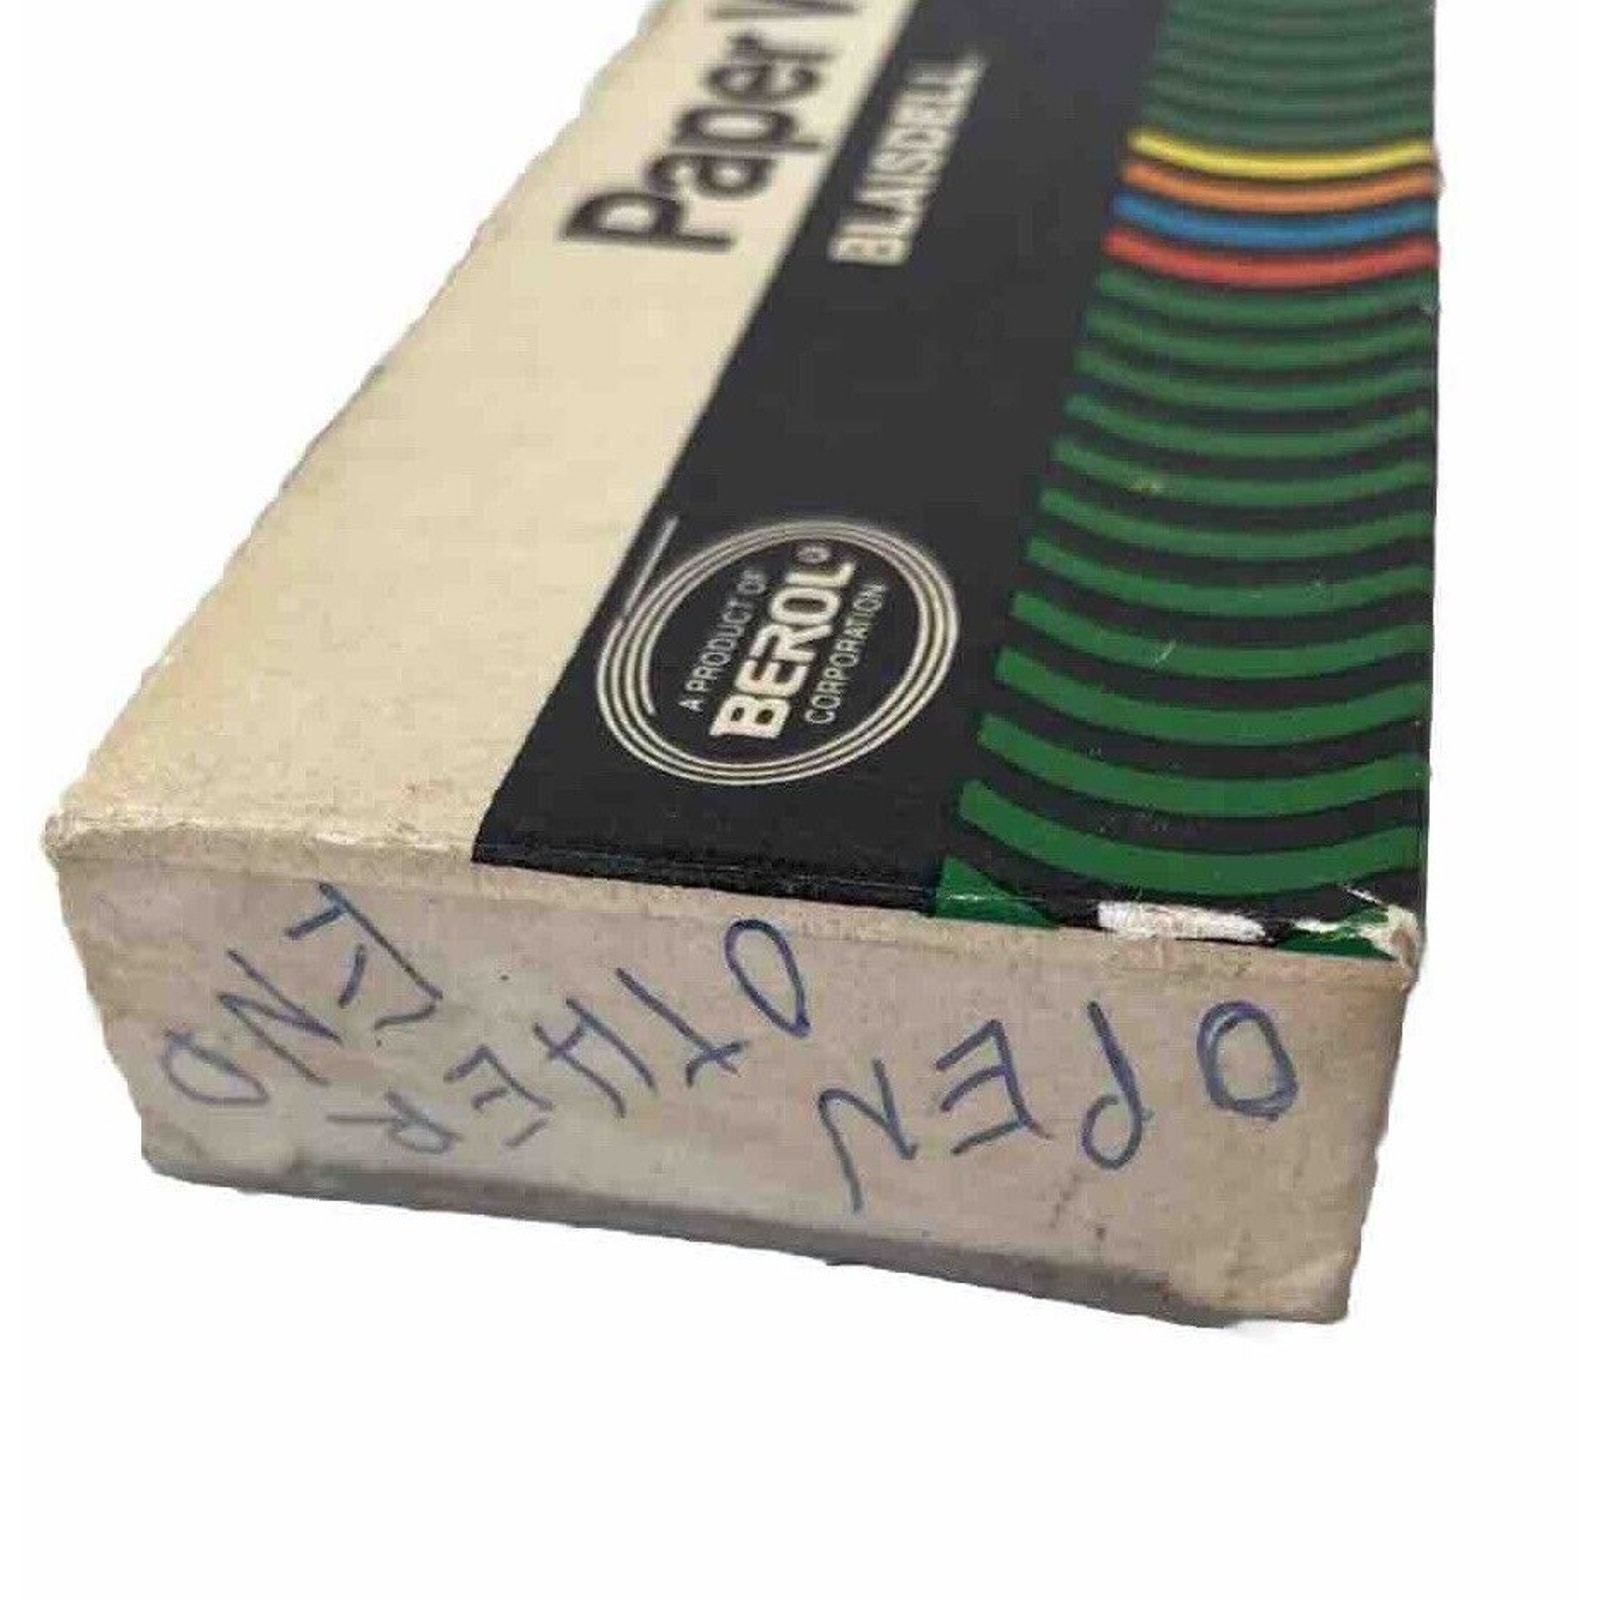 Paper
BLAISDELL
A PRODUCT OF
BEROL®
CORPORATION
OPEN
OTHER
END